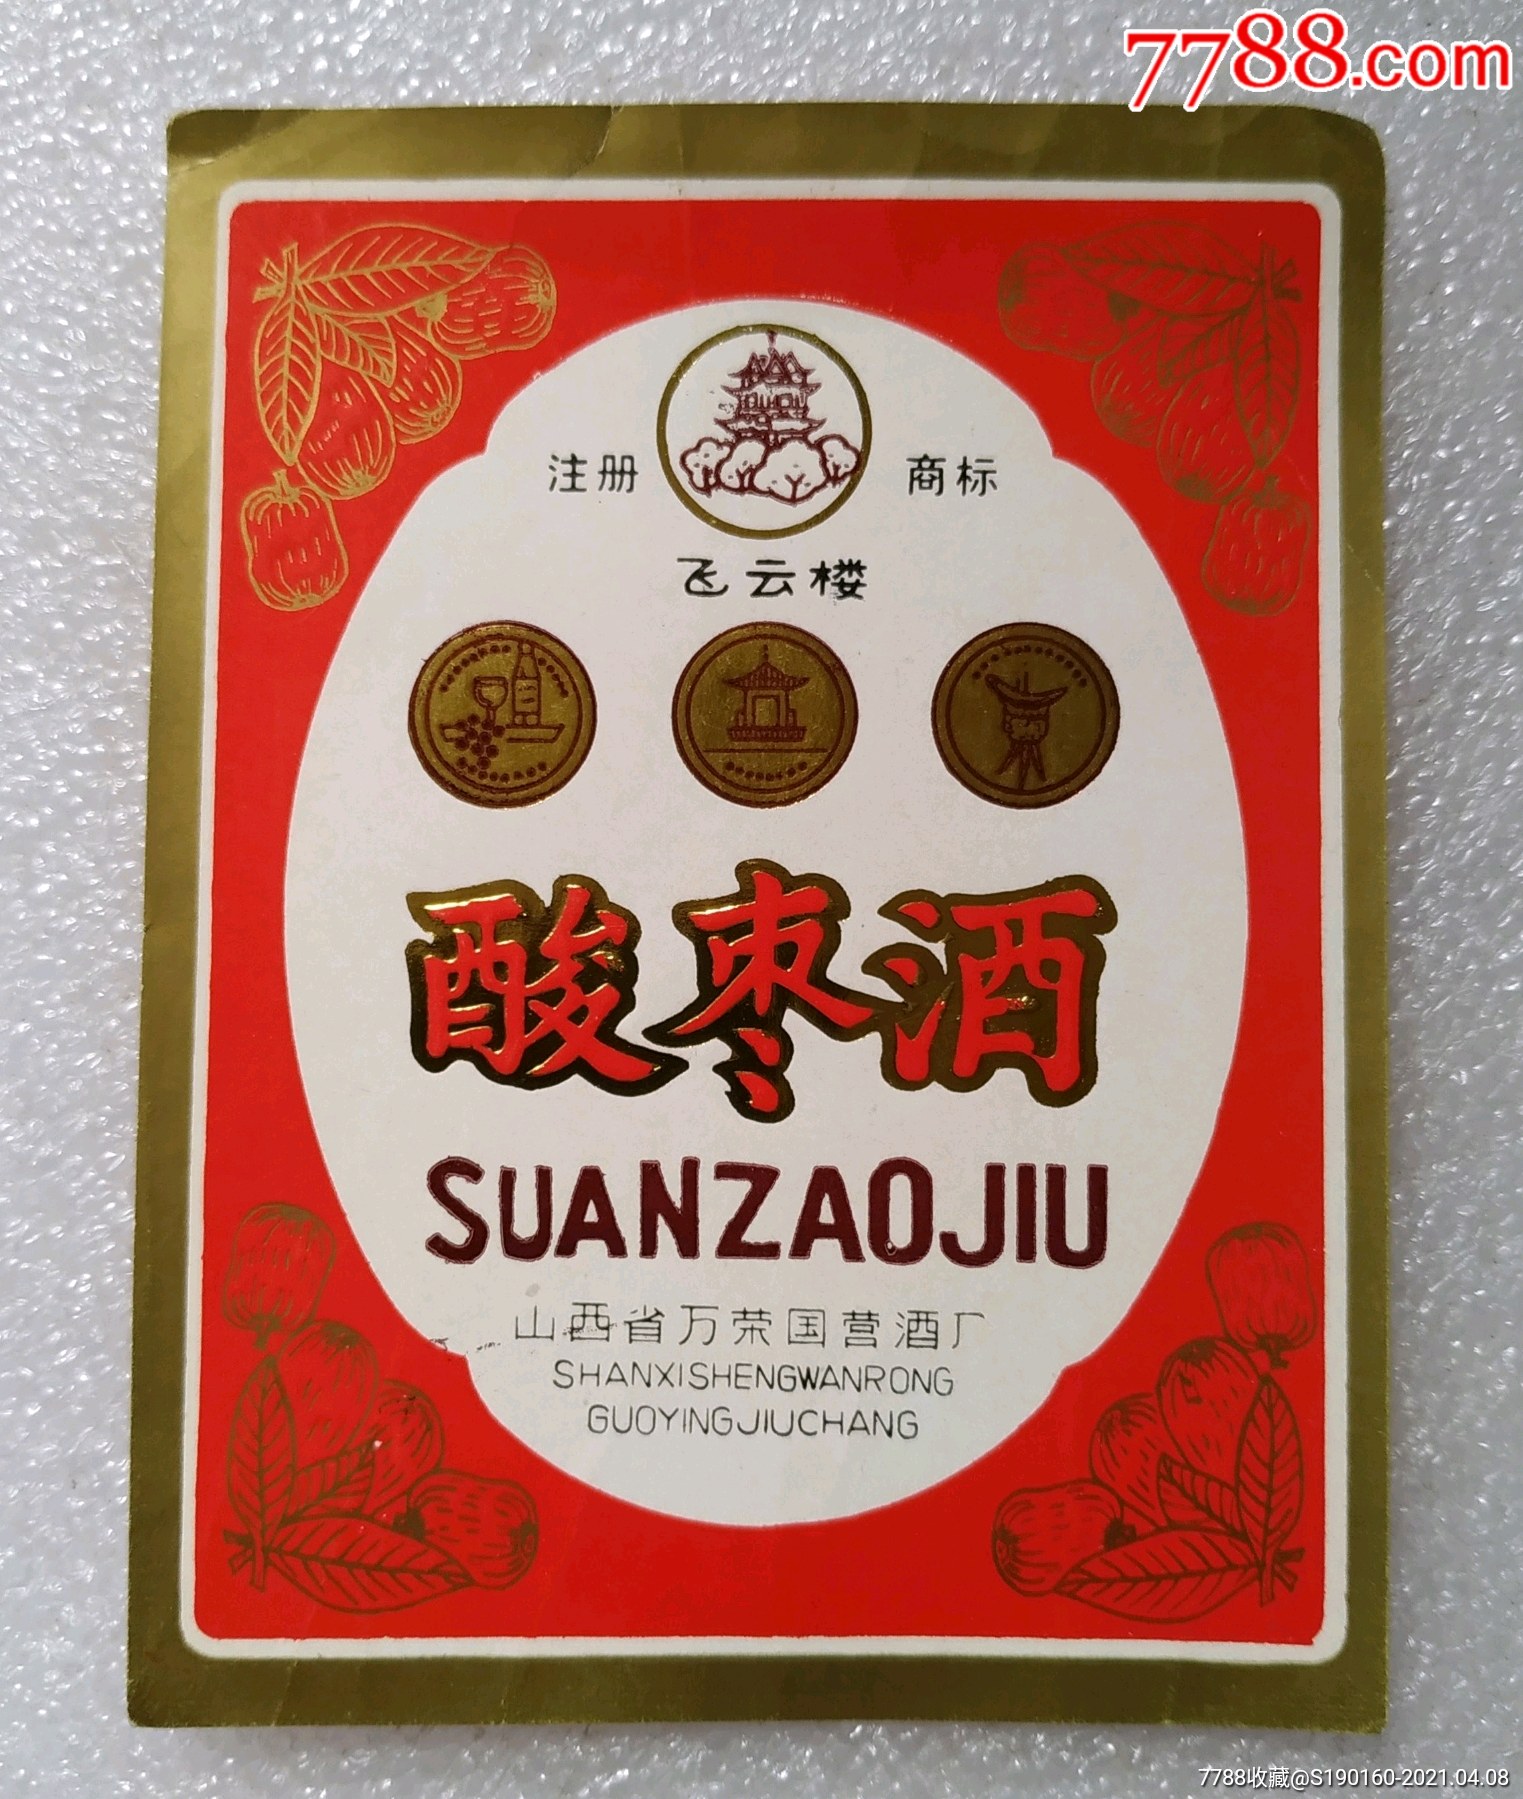 7788.com
注册 商标
飞云楼
酸枣酒
SUANZAOJIU
山西省万荣国营酒厂
SHANXISHENGWANRONG
GUOYINGJIUCHANG
7788收藏@S190160-2021.04.08